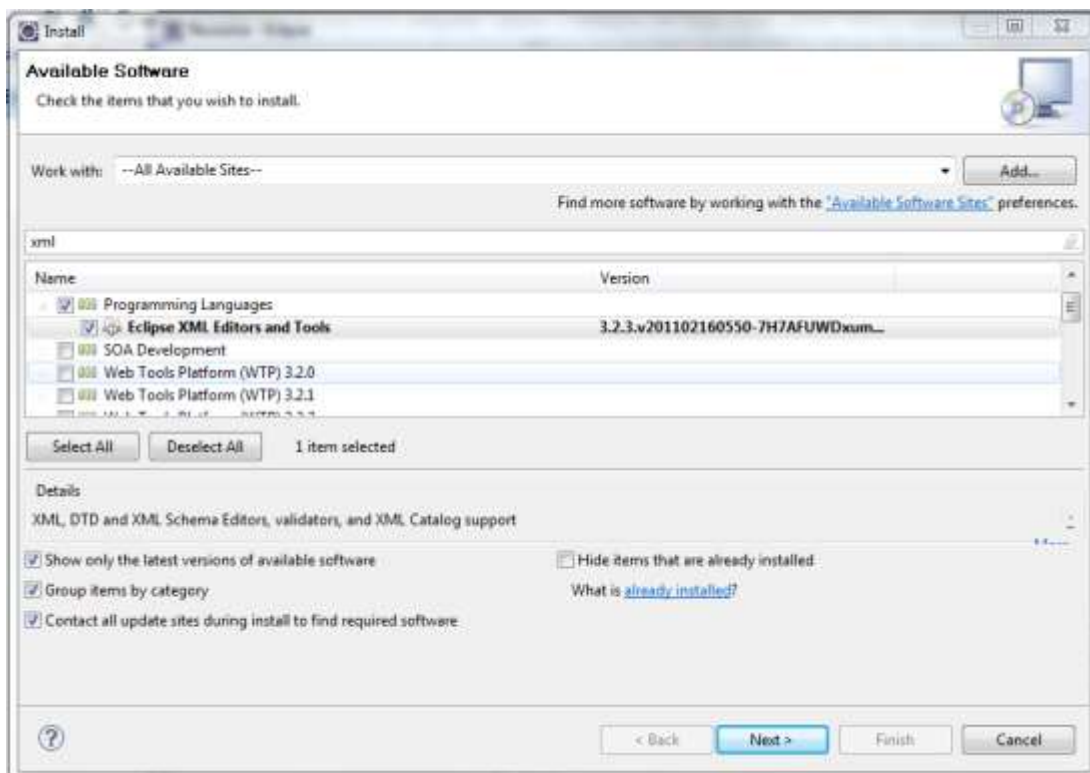 Install
Available Software
Check the items that you wish to install.
Work with: --All Available Sites-- Add...
Find more software by working with the "Available Software Sites" preferences.
xml
Name Version
Programming Languages
Eclipse XML Editors and Tools 3.2.3.v201102160550-7H7AFUWDxum...
SOA Development
Web Tools Platform (WTP) 3.2.0
Web Tools Platform (WTP) 3.2.1
Select All Deselect All 1 item selected
Details
XML, DTD and XML Schema Editors, validators, and XML Catalog support
Show only the latest versions of available software Hide items that are already installed
Group items by category What is already installed?
Contact all update sites during install to find required software
? < Back Next > Finish Cancel